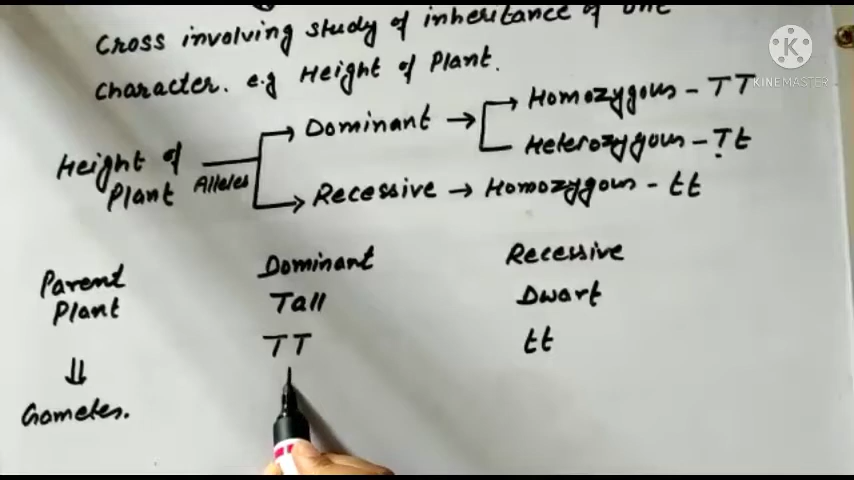 Cross involving study of inheritance of one
character. e.g Height of Plant.
K
KINEMASTER
Height of Plant
Alleles
Dominant → Homozygous - TT
Heterozygous - Tt
Recessive → Homozygous - tt
Parent Plant
Dominant
Recessive
Tall
Dwart
TT
tt
Gametes.